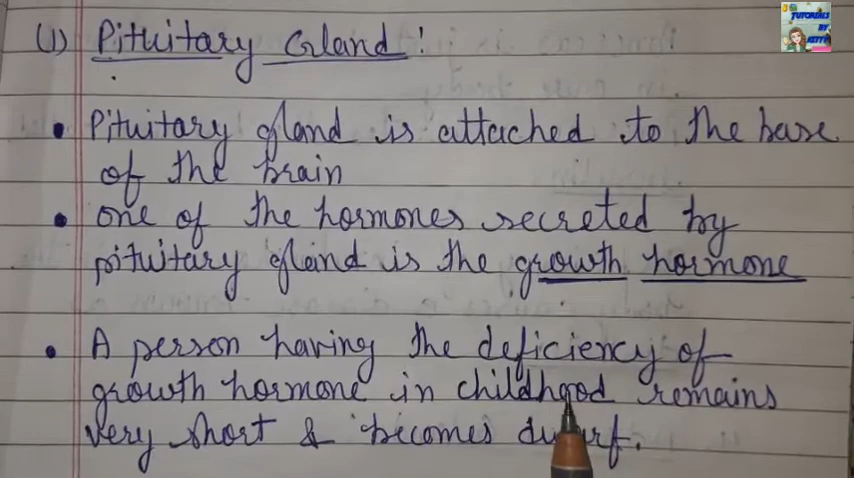 (1) Pituitary Gland :
• Pituitary gland is attached to the base
of the brain
• one of the hormones secreted by
pituitary gland is the growth hormone
• A person having the deficiency of
growth hormone in childhood remains
very short & becomes dwarf.
TUTORIALS
BY